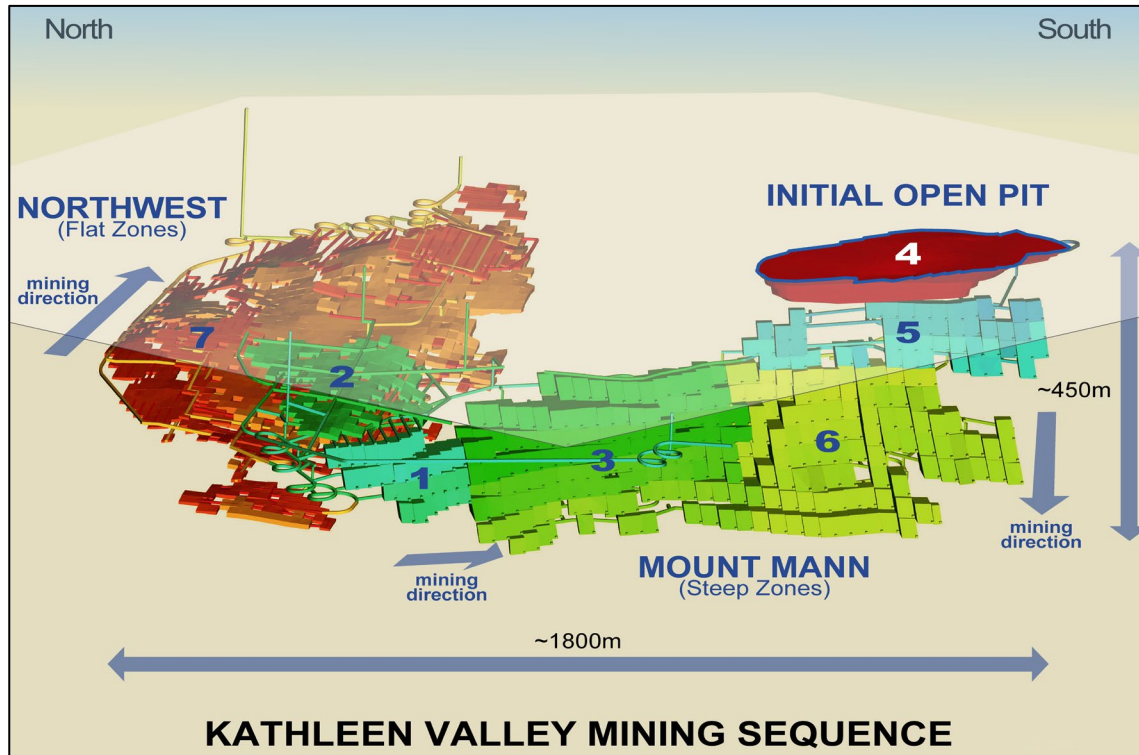 North
South
NORTHWEST
(Flat Zones)
INITIAL OPEN PIT
4
mining
direction
7
2
5
~450m
1
3
6
mining
direction
mining
direction
MOUNT MANN
(Steep Zones)
~1800m
KATHLEEN VALLEY MINING SEQUENCE